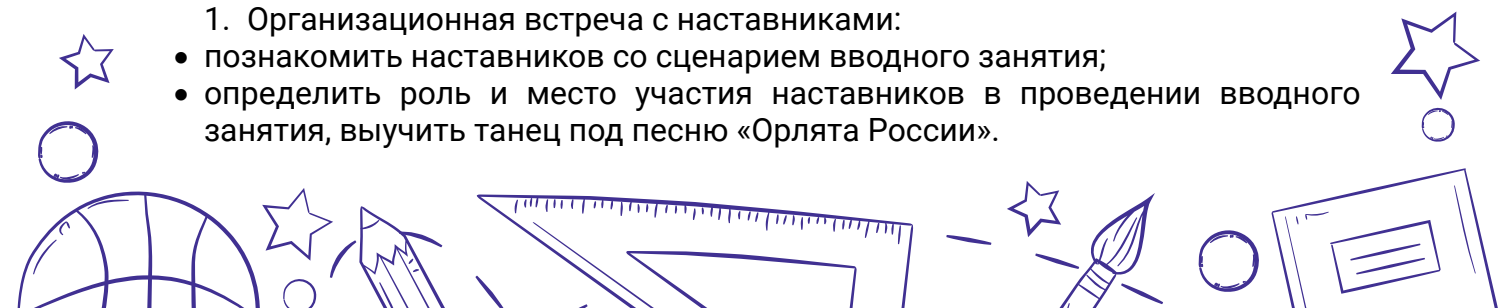 1. Организационная встреча с наставниками:
• познакомить наставников со сценарием вводного занятия;
• определить роль и место участия наставников в проведении вводного
занятия, выучить танец под песню «Орлята России».